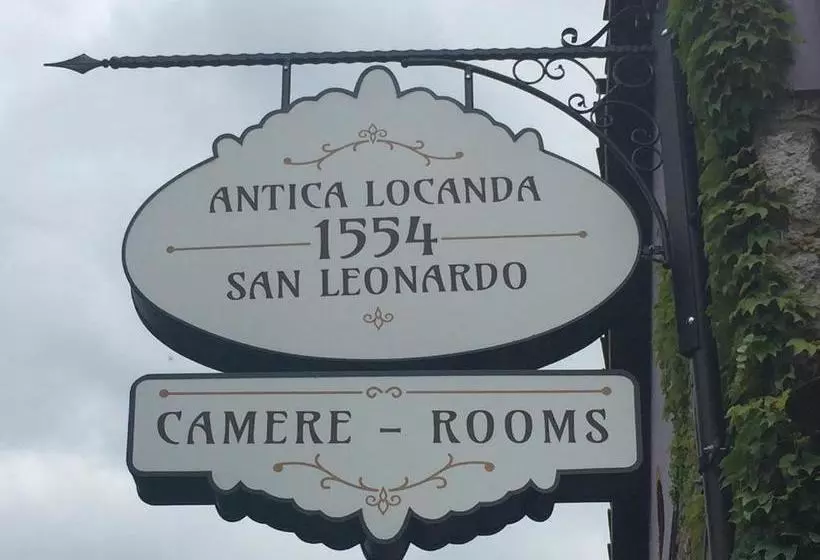 ANTICA LOCANDA
1554
SAN LEONARDO
CAMERE - ROOMS